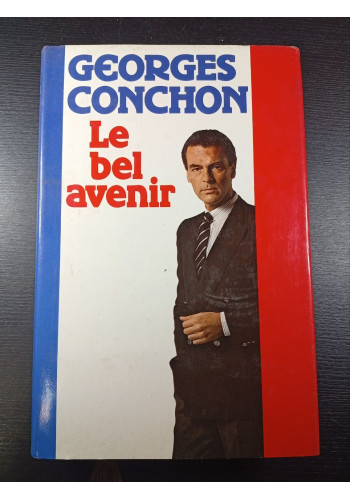 GEORGES
CONCHON
Le
bel
avenir